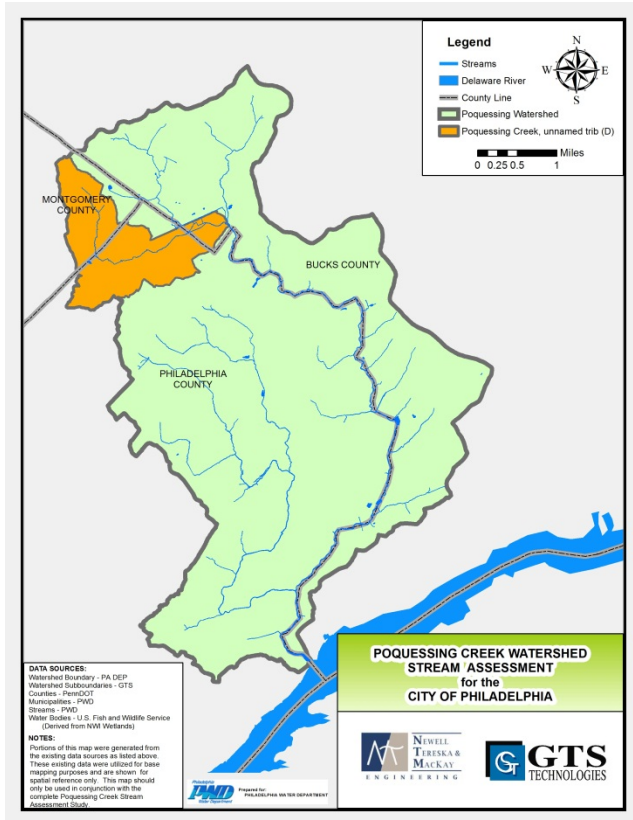 Legend
Streams
Delaware River
County Line
Poquessing Watershed
Poquessing Creek, unnamed trib (D)
Miles
0 0.25 0.5 1
N
W E
S
MONTGOMERY
COUNTY
BUCKS COUNTY
PHILADELPHIA
COUNTY
DATA SOURCES:
Watershed Boundary - PA DEP
Watershed Subboundaries - GTS
Counties - PennDOT
Municipalities - PWD
Streams - PWD
Water Bodies - U.S. Fish and Wildlife Service
(Derived from NWI Wetlands)
NOTES:
Portions of this map were generated from
the existing data sources as listed above.
These existing data were utilized for base
mapping purposes and are shown for
spatial reference only. This map should
only be used in conjunction with the
complete Poquessing Creek Stream
Assessment Study.
Philadelphia
PWD
Water Department
Prepared for:
PHILADELPHIA WATER DEPARTMENT
POQUESSING CREEK WATERSHED
STREAM ASSESSMENT
for the
CITY OF PHILADELPHIA
NEWELL
TERESKA &
MACKAY
ENGINEERING
GTS
TECHNOLOGIES